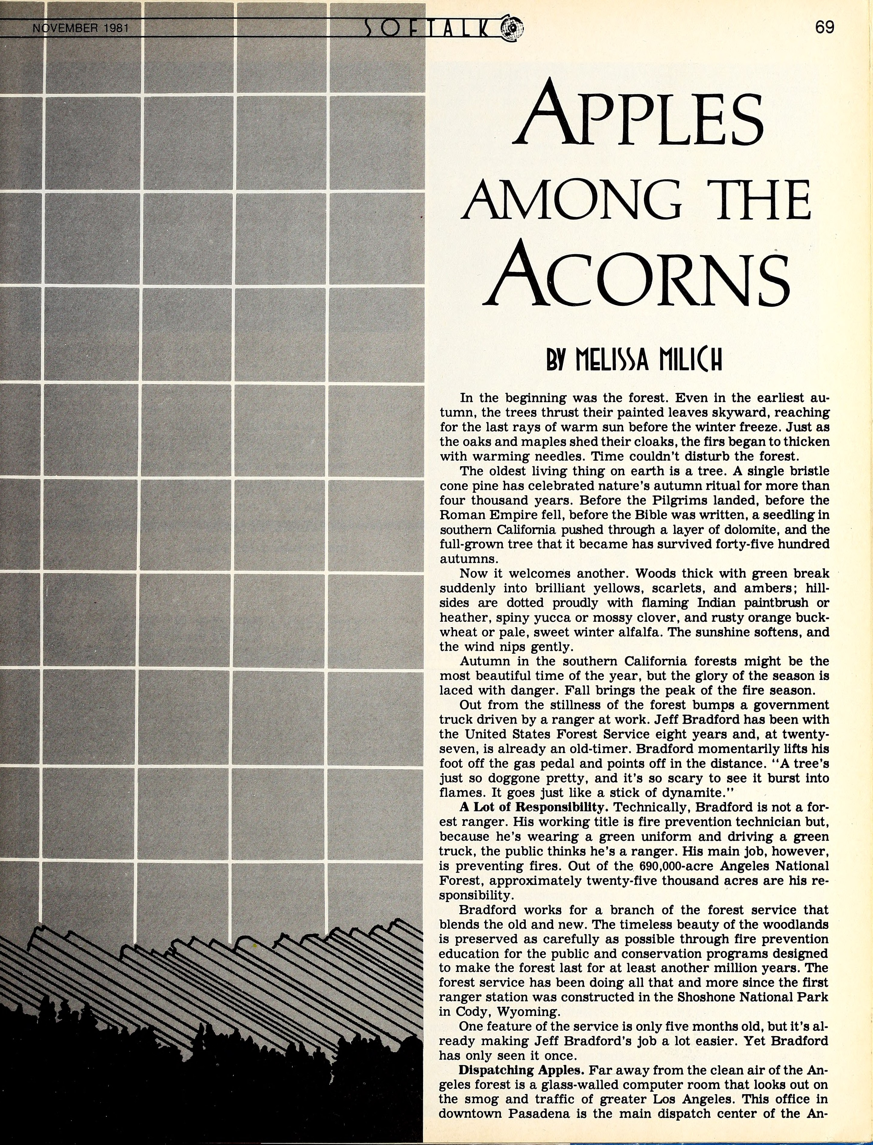 NOVEMBER 1981
SOFTALK
69
APPLES
AMONG THE
ACORNS
BY MELISSA MILICH
In the beginning was the forest. Even in the earliest au-
tumn, the trees thrust their painted leaves skyward, reaching
for the last rays of warm sun before the winter freeze. Just as
the oaks and maples shed their cloaks, the firs began to thicken
with warming needles. Time couldn't disturb the forest.
The oldest living thing on earth is a tree. A single bristle
cone pine has celebrated nature's autumn ritual for more than
four thousand years. Before the Pilgrims landed, before the
Roman Empire fell, before the Bible was written, a seedling in
southern California pushed through a layer of dolomite, and the
full-grown tree that it became has survived forty-five hundred
autumns.
Now it welcomes another. Woods thick with green break
suddenly into brilliant yellows, scarlets, and ambers; hill-
sides are dotted proudly with flaming Indian paintbrush or
heather, spiny yucca or mossy clover, and rusty orange buck-
wheat or pale, sweet winter alfalfa. The sunshine softens, and
the wind nips gently.
Autumn in the southern California forests might be the
most beautiful time of the year, but the glory of the season is
laced with danger. Fall brings the peak of the fire season.
Out from the stillness of the forest bumps a government
truck driven by a ranger at work. Jeff Bradford has been with
the United States Forest Service eight years and, at twenty-
seven, is already an old-timer. Bradford momentarily lifts his
foot off the gas pedal and points off in the distance. "A tree's
just so doggone pretty, and it's so scary to see it burst into
flames. It goes just like a stick of dynamite."
A Lot of Responsibility. Technically, Bradford is not a for-
est ranger. His working title is fire prevention technician but,
because he's wearing a green uniform and driving a green
truck, the public thinks he's a ranger. His main job, however,
is preventing fires. Out of the 690,000-acre Angeles National
Forest, approximately twenty-five thousand acres are his re-
sponsibility.
Bradford works for a branch of the forest service that
blends the old and new. The timeless beauty of the woodlands
is preserved as carefully as possible through fire prevention
education for the public and conservation programs designed
to make the forest last for at least another million years. The
forest service has been doing all that and more since the first
ranger station was constructed in the Shoshone National Park
in Cody, Wyoming.
One feature of the service is only five months old, but it's al-
ready making Jeff Bradford's job a lot easier. Yet Bradford
has only seen it once.
Dispatching Apples. Far away from the clean air of the An-
geles forest is a glass-walled computer room that looks out on
the smog and traffic of greater Los Angeles. This office in
downtown Pasadena is the main dispatch center of the An-